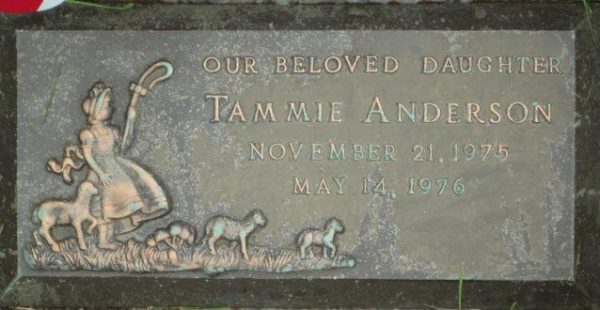 OUR BELOVED DAUGHTER
TAMMIE ANDERSON
NOVEMBER 21, 1975
MAY 14, 1976